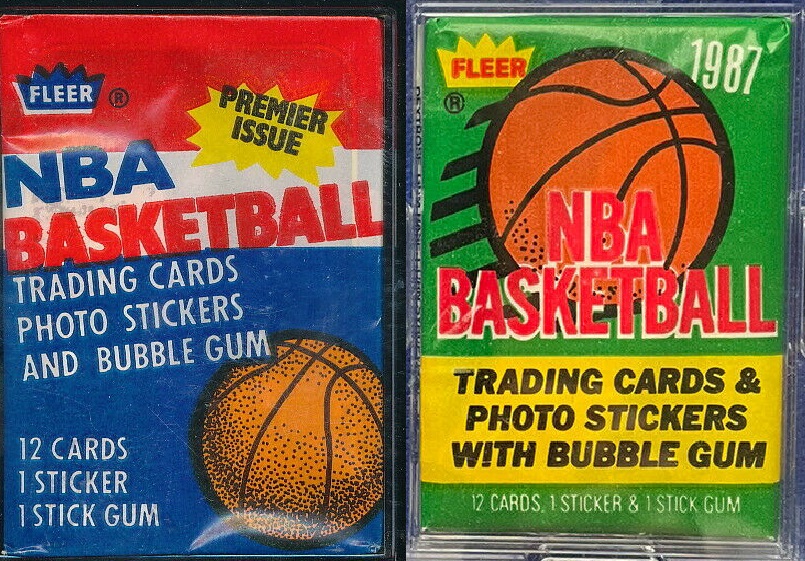 FLEER ®
PREMIER
ISSUE
NBA
BASKETBALL
TRADING CARDS
PHOTO STICKERS
AND BUBBLE GUM
12 CARDS
1 STICKER
1 STICK GUM
FLEER
®
1987
NBA
BASKETBALL
TRADING CARDS &
PHOTO STICKERS
WITH BUBBLE GUM
12 CARDS, 1 STICKER & 1 STICK GUM